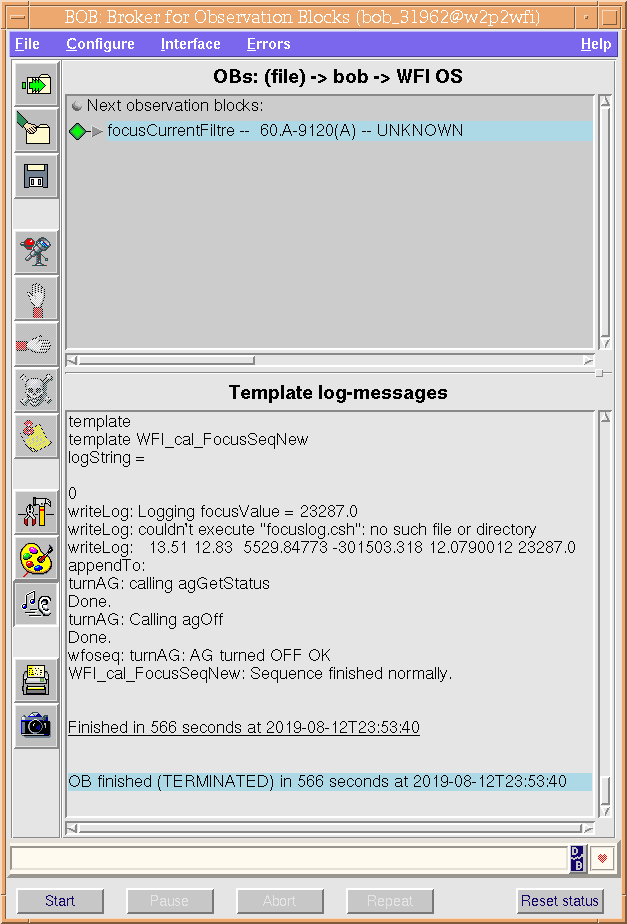 BOB: Broker for Observation Blocks (bob_31962@w2p2wfi)
File Configure Interface Errors Help
OBs: (file) -> bob -> WFI OS
Next observation blocks:
focusCurrentFiltre -- 60.A-9120(A) -- UNKNOWN
Template log-messages
template
template WFI_cal_FocusSeqNew
logString =
0
writeLog: Logging focusValue = 23287.0
writeLog: couldn't execute "focuslog.csh": no such file or directory
writeLog: 13.51 12.83 5529.84773 -301503.318 12.0790012 23287.0
appendTo:
turnAG: calling agGetStatus
Done.
turnAG: Calling agOff
Done.
wfoseq: turnAG: AG turned OFF OK
WFI_cal_FocusSeqNew: Sequence finished normally.
Finished in 566 seconds at 2019-08-12T23:53:40
OB finished (TERMINATED) in 566 seconds at 2019-08-12T23:53:40
D B
Start Pause Abort Repeat Reset status